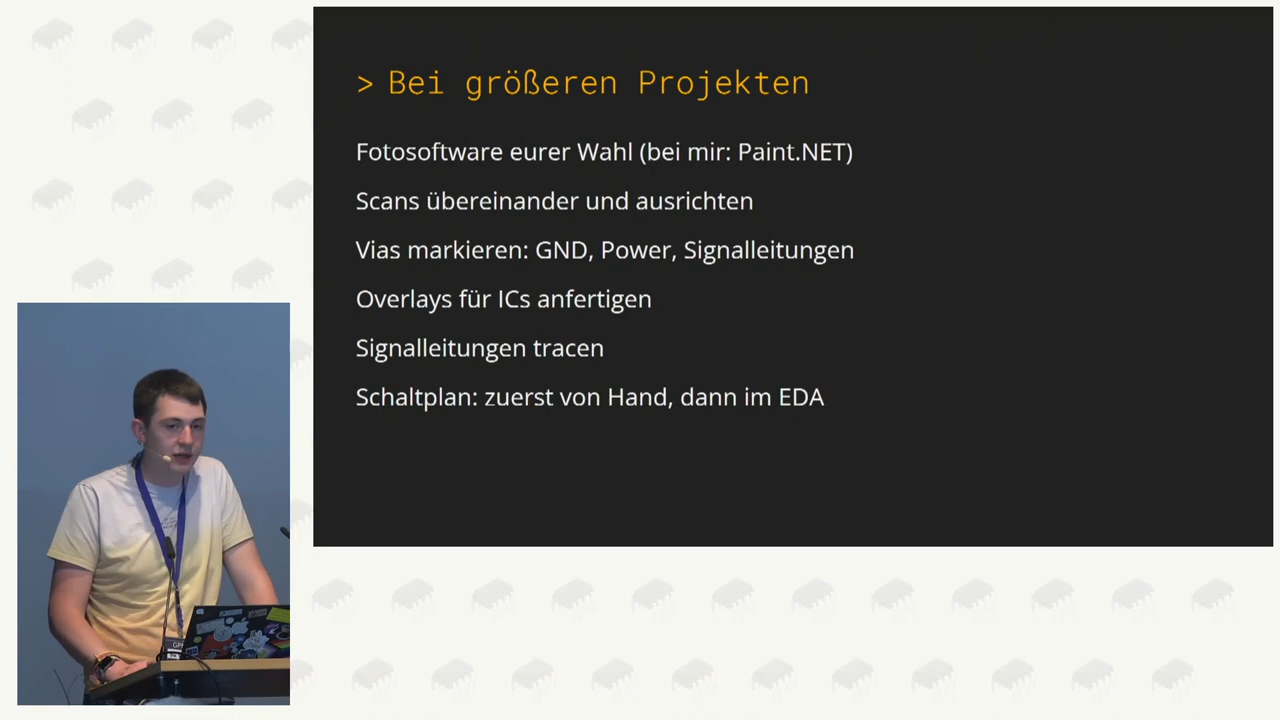 > Bei größeren Projekten
Fotosoftware eurer Wahl (bei mir: Paint.NET)
Scans übereinander und ausrichten
Vias markieren: GND, Power, Signalleitungen
Overlays für ICs anfertigen
Signalleitungen tracen
Schaltplan: zuerst von Hand, dann im EDA